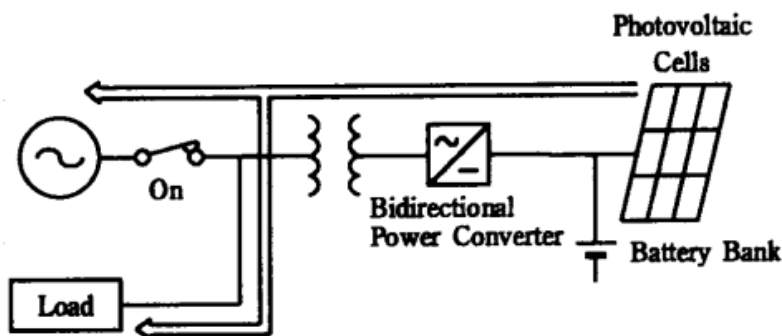 Photovoltaic
Cells
On
Bidirectional
Power Converter
Battery Bank
Load